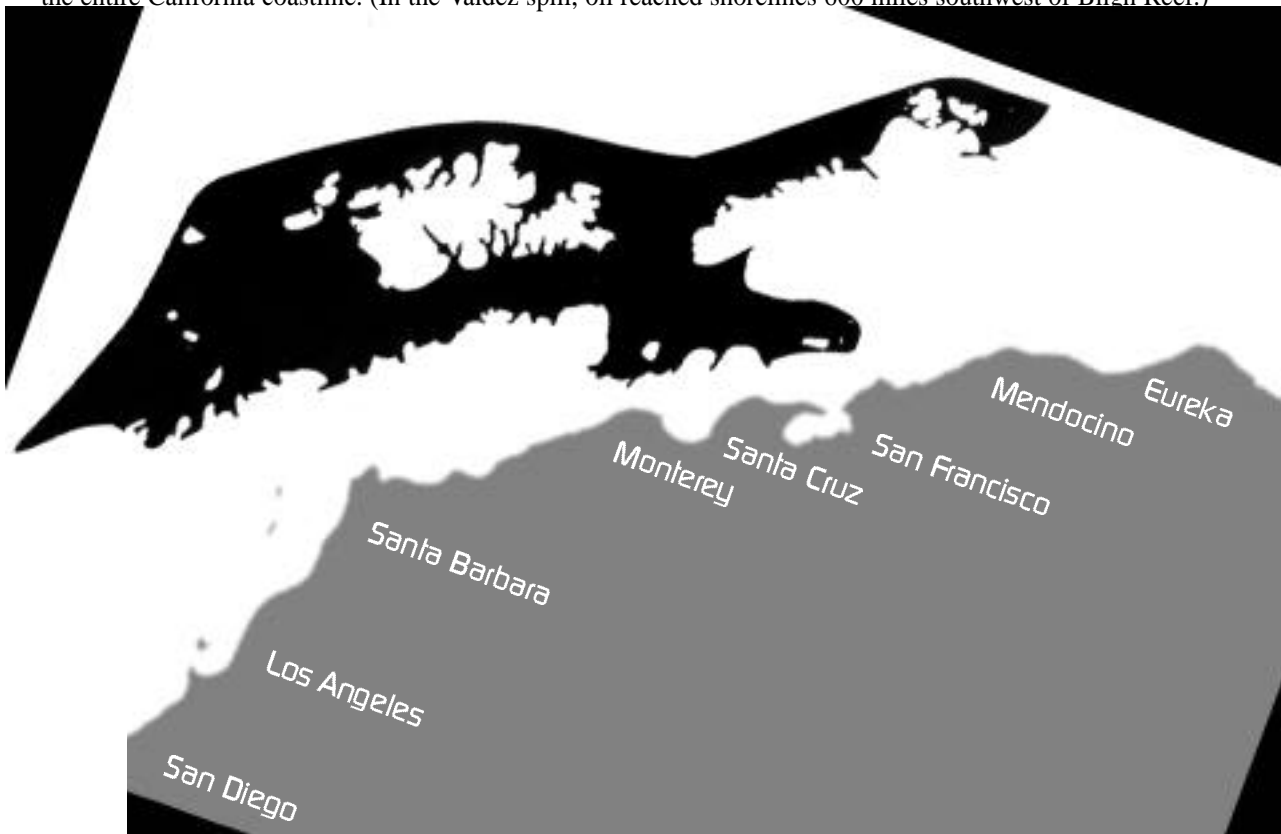 the entire California coastline. (In the Valdez spill, oil reached shorelines 600 miles southwest of Bligh Reef.)
Eureka
Mendocino
San Francisco
Santa Cruz
Monterey
Santa Barbara
Los Angeles
San Diego